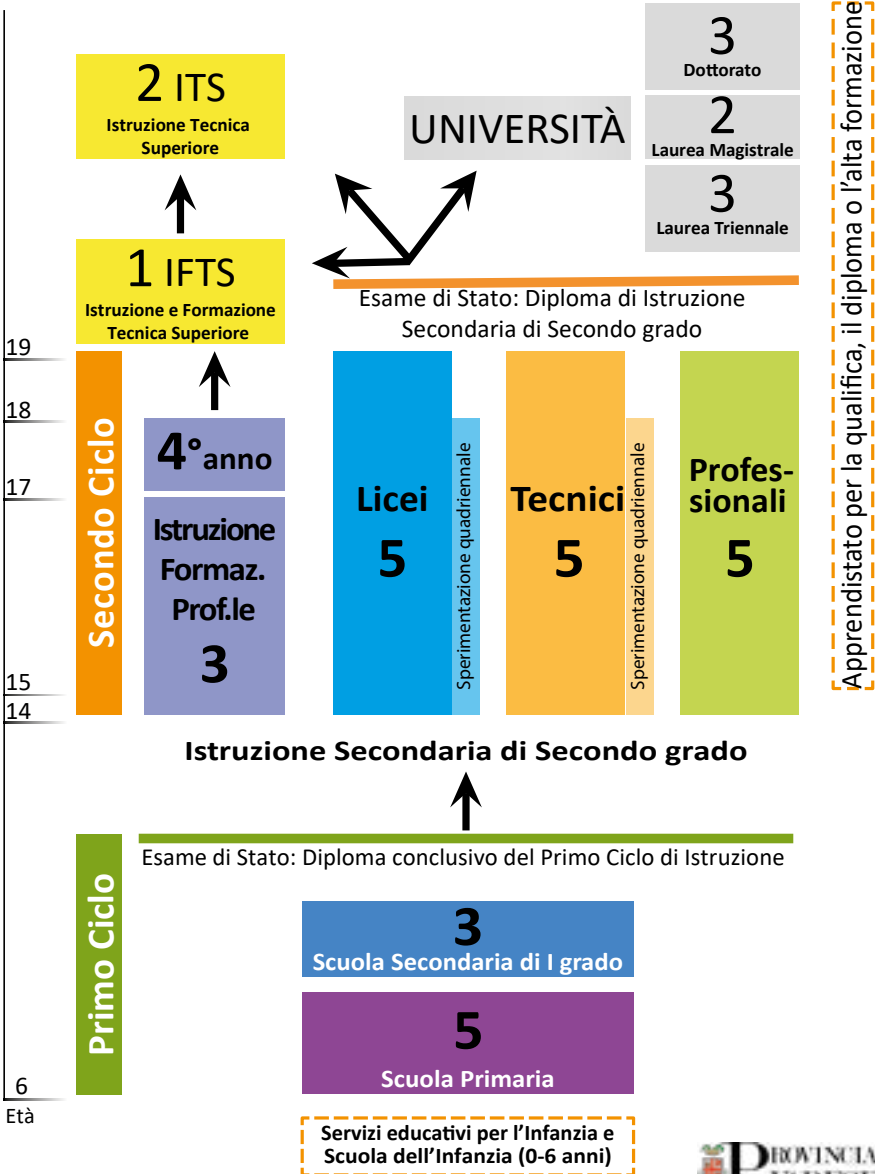 3
Dottorato
2 ITS
Istruzione Tecnica
Superiore
UNIVERSITÀ
2
Laurea Magistrale
3
Laurea Triennale
1 IFTS
Istruzione e Formazione
Tecnica Superiore
Esame di Stato: Diploma di Istruzione
Secondaria di Secondo grado
Apprendistato per la qualifica, il diploma o l'alta formazione
19
18
17
15
14
Secondo Ciclo
4° anno
Istruzione
Formaz.
Prof.le
3
Licei
5
Sperimentazione quadriennale
Tecnici
5
Sperimentazione quadriennale
Profes-
sionali
5
Istruzione Secondaria di Secondo grado
Esame di Stato: Diploma conclusivo del Primo Ciclo di Istruzione
Primo Ciclo
3
Scuola Secondaria di I grado
5
Scuola Primaria
6
Età
Servizi educativi per l'Infanzia e
Scuola dell'Infanzia (0-6 anni)
PROVINCIA